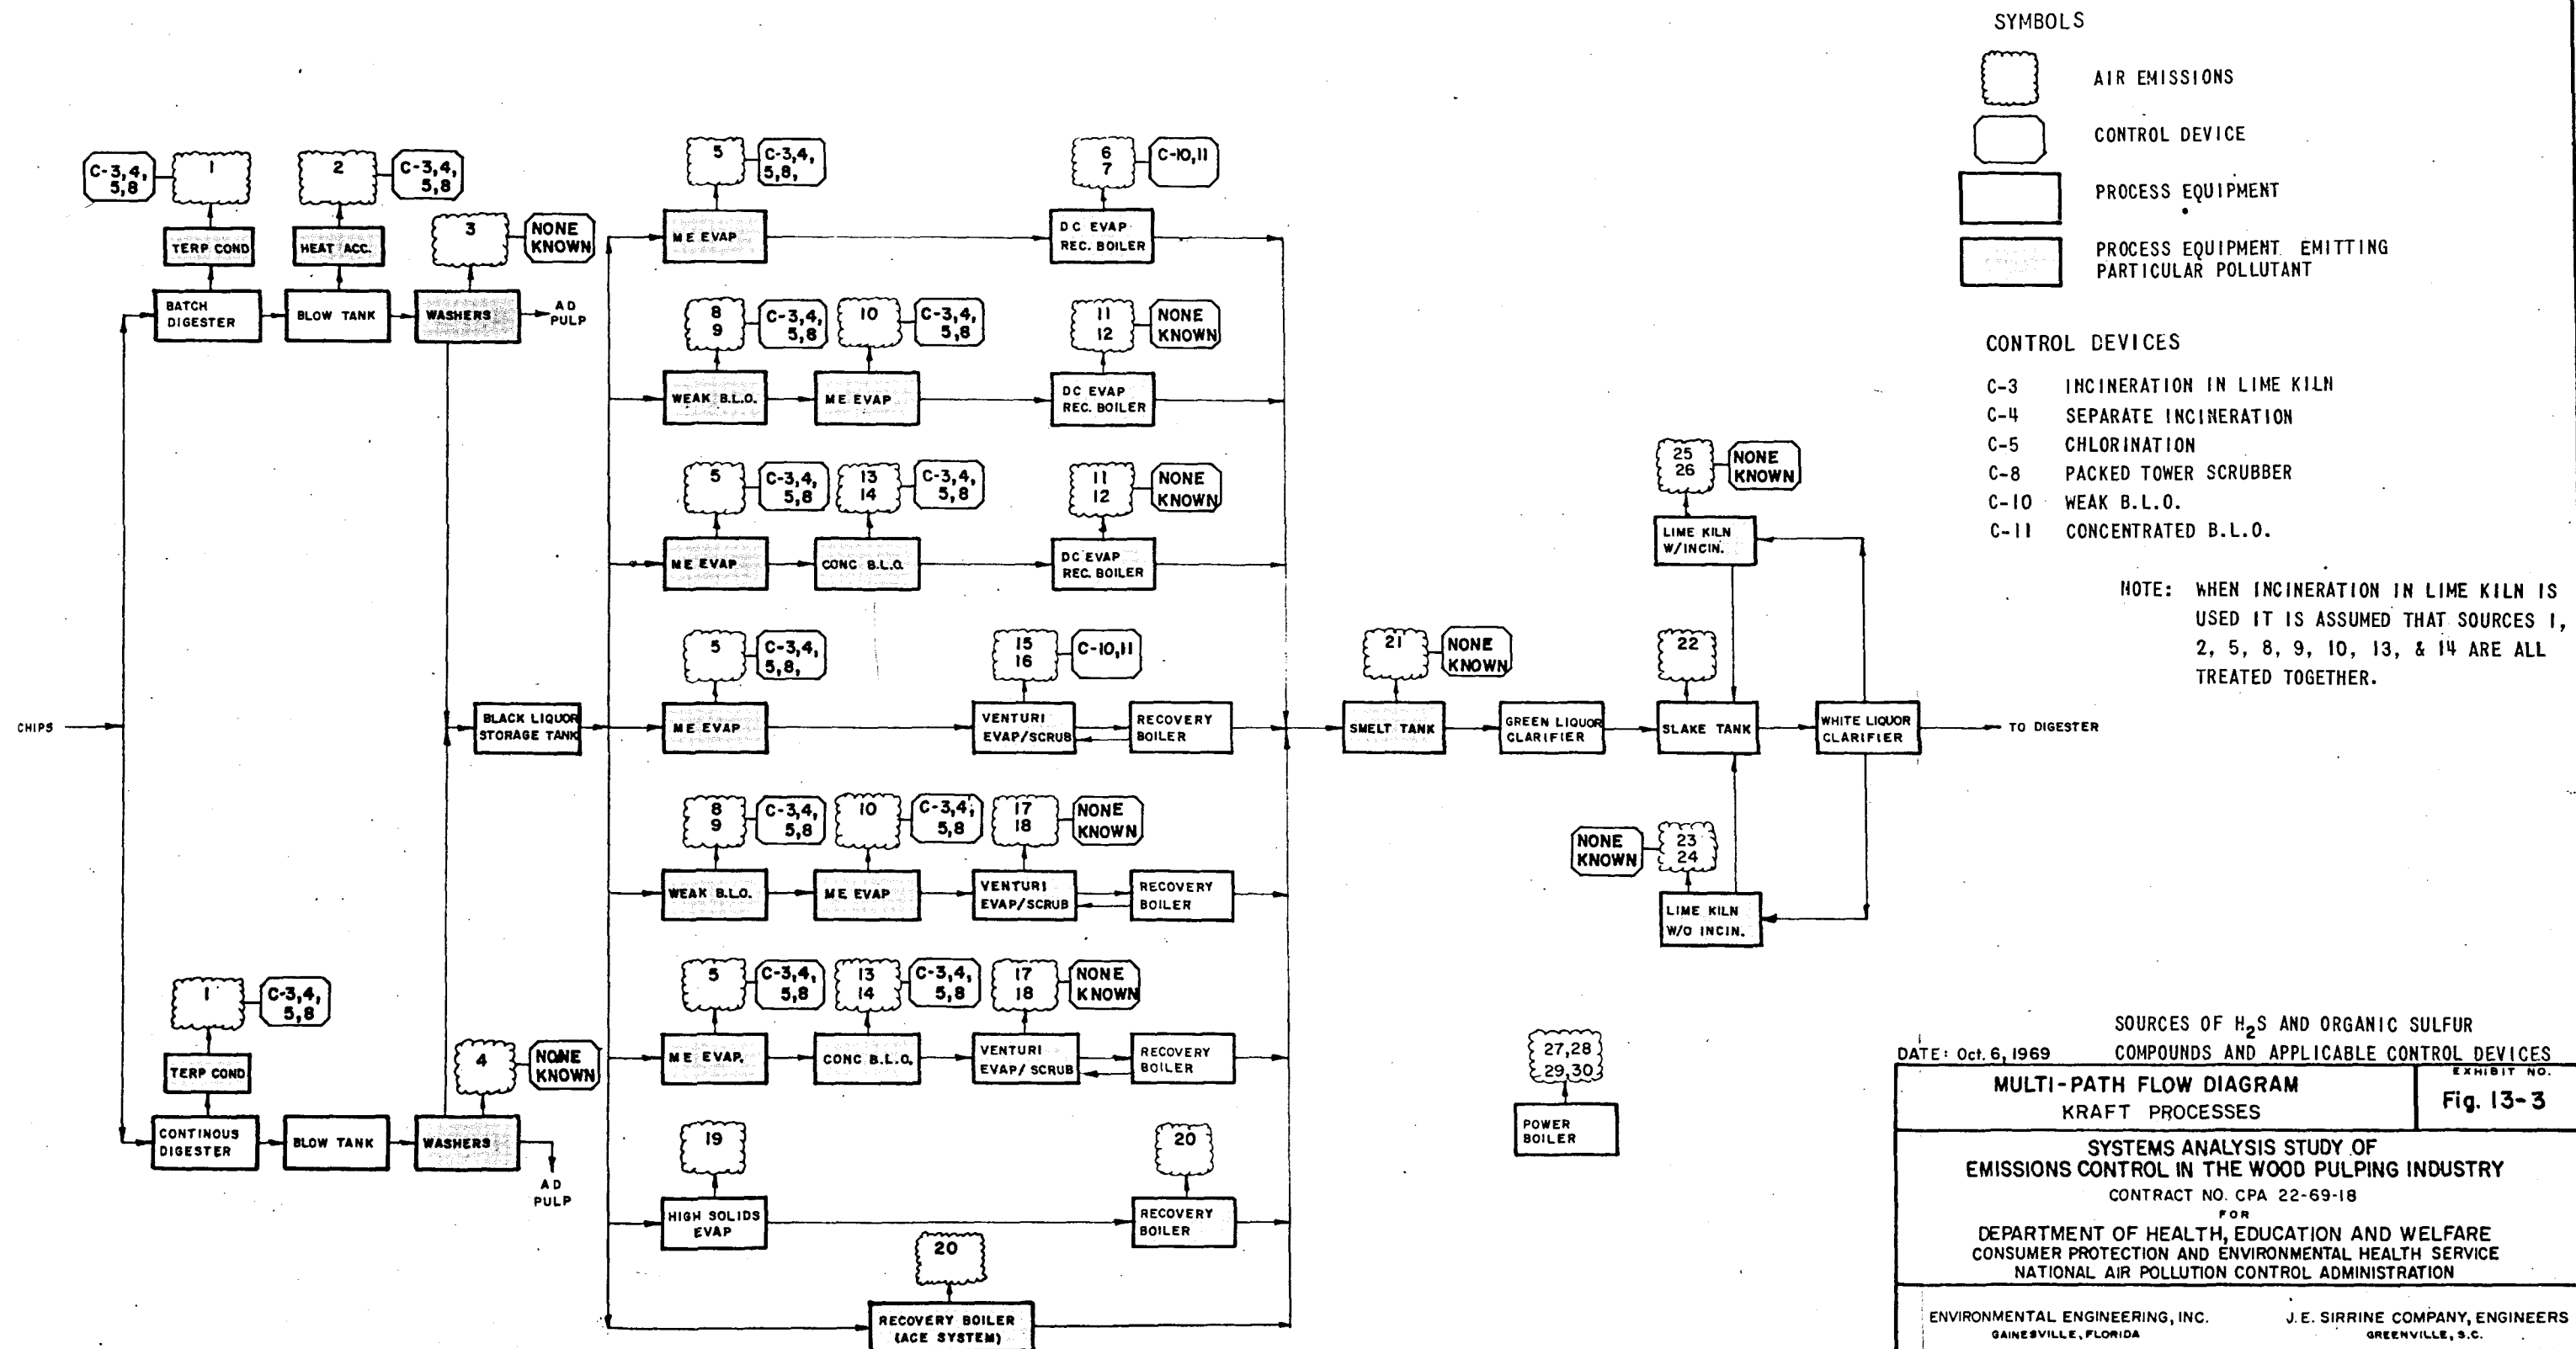 SYMBOLS
AIR EMISSIONS
CONTROL DEVICE
PROCESS EQUIPMENT
PROCESS EQUIPMENT EMITTING
PARTICULAR POLLUTANT
CONTROL DEVICES
C-3 INCINERATION IN LIME KILN
C-4 SEPARATE INCINERATION
C-5 CHLORINATION
C-8 PACKED TOWER SCRUBBER
C-10 WEAK B.L.O.
C-11 CONCENTRATED B.L.O.
NOTE: WHEN INCINERATION IN LIME KILN IS
USED IT IS ASSUMED THAT SOURCES 1,
2, 5, 8, 9, 10, 13, & 14 ARE ALL
TREATED TOGETHER.
C-3,4,
5,8
1
2
C-3,4,
5,8
3
NONE
KNOWN
TERP COND
HEAT ACC.
BATCH
DIGESTER
BLOW TANK
WASHERS
AD
PULP
5
C-3,4,
5,8,
6
7
C-10,11
ME EVAP
DC EVAP
REC. BOILER
8
9
C-3,4,
5,8
10
C-3,4,
5,8
11
12
NONE
KNOWN
WEAK B.L.O.
ME EVAP
DC EVAP
REC. BOILER
5
C-3,4,
5,8
13
14
C-3,4,
5,8
11
12
NONE
KNOWN
ME EVAP
CONC B.L.O.
DC EVAP
REC. BOILER
25
26
NONE
KNOWN
LIME KILN
W/INCIN.
5
C-3,4,
5,8,
15
16
C-10,11
21
NONE
KNOWN
22
CHIPS
BLACK LIQUOR
STORAGE TANK
ME EVAP
VENTURI
EVAP/SCRUB
RECOVERY
BOILER
SMELT TANK
GREEN LIQUOR
CLARIFIER
SLAKE TANK
WHITE LIQUOR
CLARIFIER
TO DIGESTER
8
9
C-3,4,
5,8
10
C-3,4,
5,8
17
18
NONE
KNOWN
WEAK B.L.O.
ME EVAP
VENTURI
EVAP/SCRUB
RECOVERY
BOILER
NONE
KNOWN
23
24
LIME KILN
W/O INCIN.
1
C-3,4,
5,8
TERP COND
4
NONE
KNOWN
CONTINOUS
DIGESTER
BLOW TANK
WASHERS
AD
PULP
5
C-3,4,
5,8
13
14
C-3,4,
5,8
17
18
NONE
KNOWN
ME EVAP.
CONC B.L.O.
VENTURI
EVAP/SCRUB
RECOVERY
BOILER
27,28
29,30
POWER
BOILER
19
20
HIGH SOLIDS
EVAP
RECOVERY
BOILER
20
RECOVERY BOILER
(ACE SYSTEM)
SOURCES OF H2S AND ORGANIC SULFUR
DATE: Oct. 6, 1969 COMPOUNDS AND APPLICABLE CONTROL DEVICES
MULTI-PATH FLOW DIAGRAM
KRAFT PROCESSES
EXHIBIT NO.
Fig. 13-3
SYSTEMS ANALYSIS STUDY OF
EMISSIONS CONTROL IN THE WOOD PULPING INDUSTRY
CONTRACT NO. CPA 22-69-18
FOR
DEPARTMENT OF HEALTH, EDUCATION AND WELFARE
CONSUMER PROTECTION AND ENVIRONMENTAL HEALTH SERVICE
NATIONAL AIR POLLUTION CONTROL ADMINISTRATION
ENVIRONMENTAL ENGINEERING, INC.
GAINESVILLE, FLORIDA
J.E. SIRRINE COMPANY, ENGINEERS
GREENVILLE, S.C.